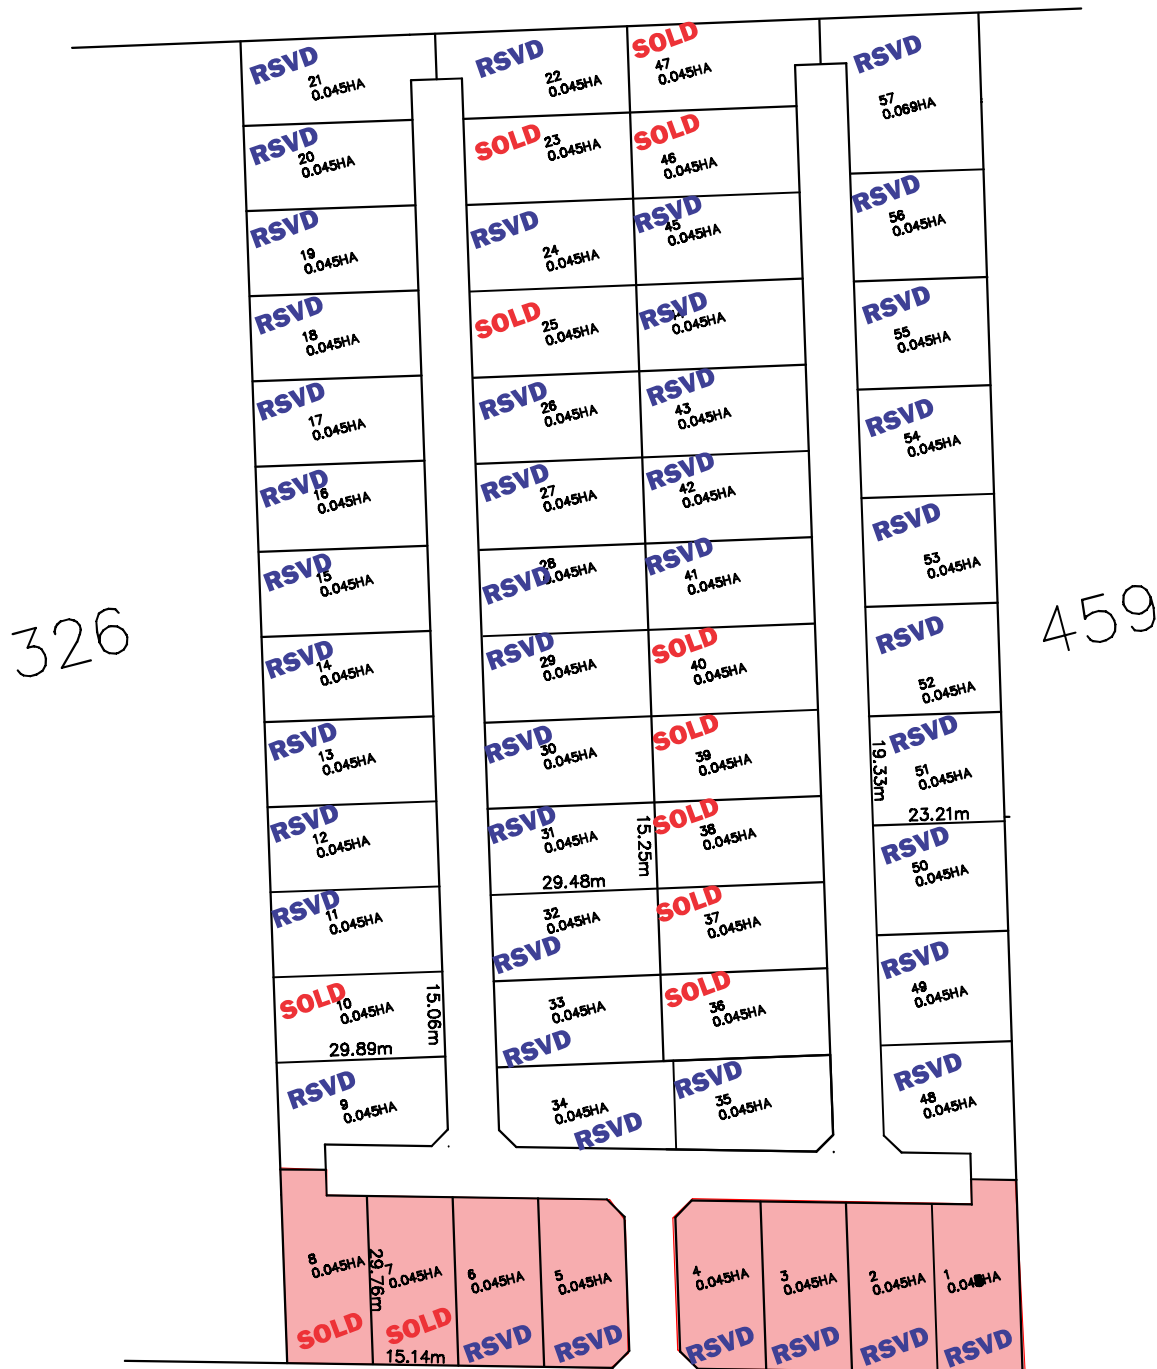 RSVD
21
0.045HA
RSVD
22
0.045HA
SOLD
47
0.045HA
RSVD
57
0.069HA
RSVD
20
0.045HA
SOLD
23
0.045HA
SOLD
46
0.045HA
RSVD
56
0.045HA
RSVD
19
0.045HA
RSVD
24
0.045HA
RSVD
45
0.045HA
RSVD
18
0.045HA
SOLD
25
0.045HA
RSVD
0.045HA
RSVD
55
0.045HA
RSVD
17
0.045HA
RSVD
26
0.045HA
RSVD
43
0.045HA
RSVD
54
0.045HA
RSVD
16
0.045HA
RSVD
27
0.045HA
RSVD
42
0.045HA
RSVD
53
0.045HA
RSVD
15
0.045HA
RSVD
28
0.045HA
RSVD
41
0.045HA
326
459
RSVD
14
0.045HA
RSVD
29
0.045HA
SOLD
40
0.045HA
RSVD
52
0.045HA
RSVD
13
0.045HA
RSVD
30
0.045HA
SOLD
39
0.045HA
RSVD
51
0.045HA
19.33m
23.21m
RSVD
12
0.045HA
RSVD
31
0.045HA
15.25m
29.48m
SOLD
38
0.045HA
RSVD
50
0.045HA
RSVD
11
0.045HA
32
0.045HA
RSVD
SOLD
37
0.045HA
RSVD
49
0.045HA
SOLD
10
0.045HA
15.06m
29.89m
33
0.045HA
RSVD
SOLD
36
0.045HA
RSVD
48
0.045HA
RSVD
9
0.045HA
34
0.045HA
RSVD
RSVD
35
0.045HA
8
0.045HA
SOLD
29.76m
7
0.045HA
SOLD
15.14m
6
0.045HA
RSVD
5
0.045HA
RSVD
4
0.045HA
RSVD
3
0.045HA
RSVD
2
0.045HA
RSVD
1
RSVD